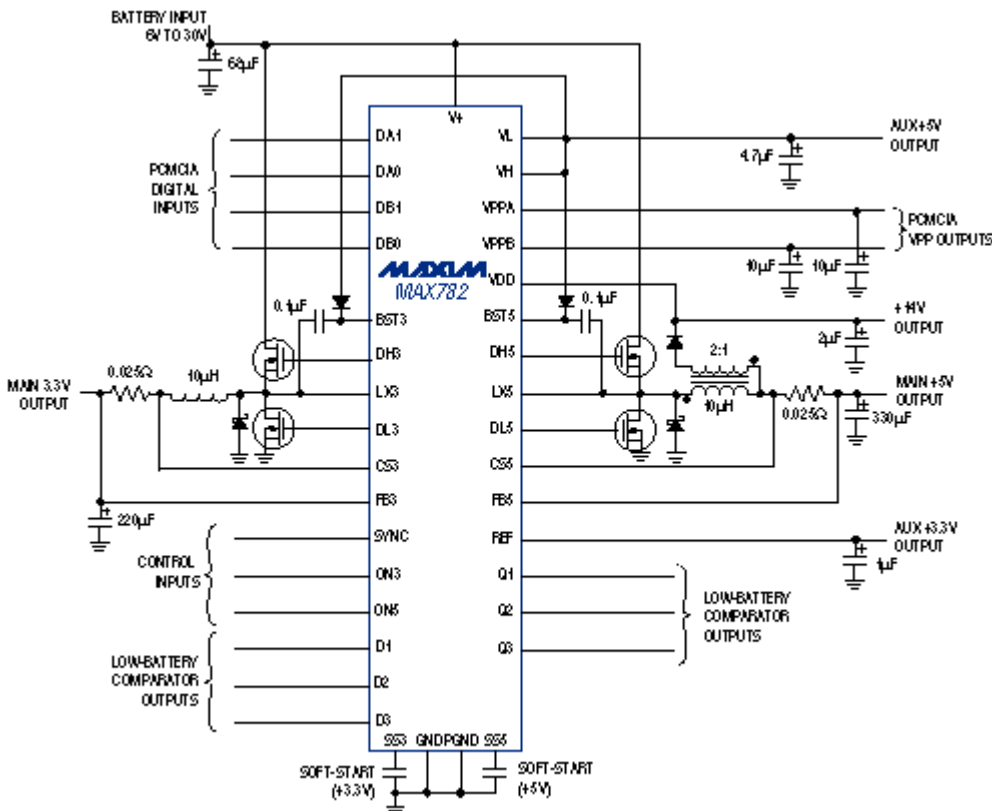 BATTERY INPUT
6V TO 30V
68µF
V+
DA1
DA0
DB1
DB0
PCMCIA
DIGITAL
INPUTS
VL
VH
VPPA
VPPB
VDD
AUX +5V
OUTPUT
4.7µF
PCMCIA
VPP OUTPUTS
10µF
10µF
MAXIM
MAX782
0.1µF
0.1µF
BST3
BST5
+14V
OUTPUT
2µF
DH3
DH5
2:1
MAIN 3.3V
OUTPUT
0.025Ω
10µH
LX3
LX5
10µH
0.025Ω
MAIN +5V
OUTPUT
330µF
DL3
DL5
CS3
CS5
FB3
FB5
220µF
SYNC
ON3
ON5
CONTROL
INPUTS
REF
AUX +3.3V
OUTPUT
1µF
Q1
Q2
Q3
LOW-BATTERY
COMPARATOR
OUTPUTS
D1
D2
D3
LOW-BATTERY
COMPARATOR
OUTPUTS
SS3 GND PGND SS5
SOFT-START
(+3.3V)
SOFT-START
(+5V)